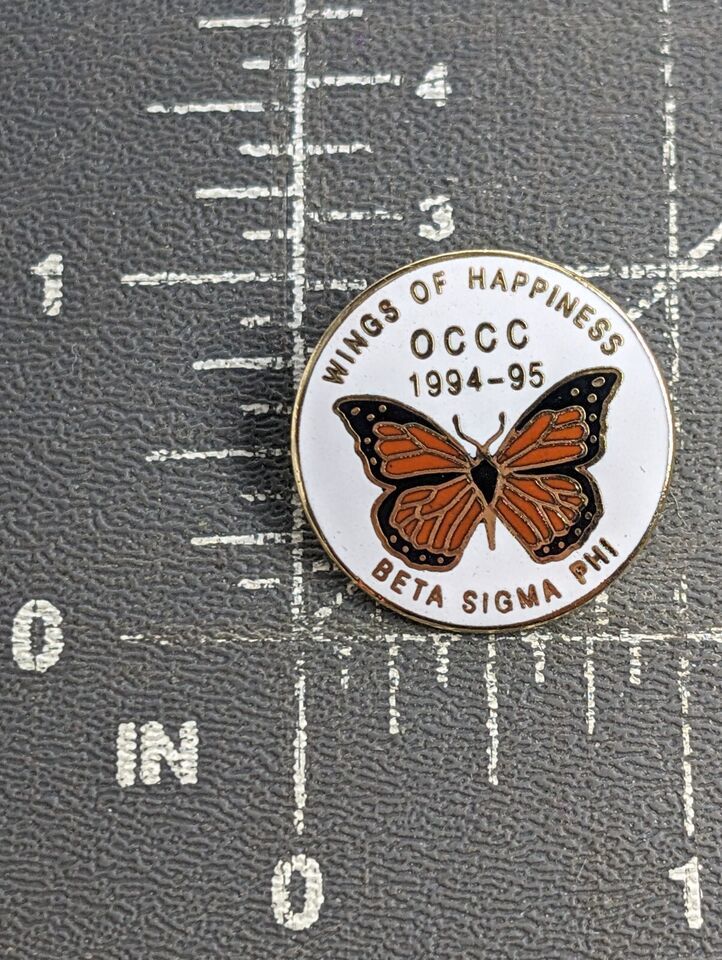 4
3
1
WINGS OF HAPPINESS
OCCC
1994-95
BETA SIGMA PHI
0
IN
0
1